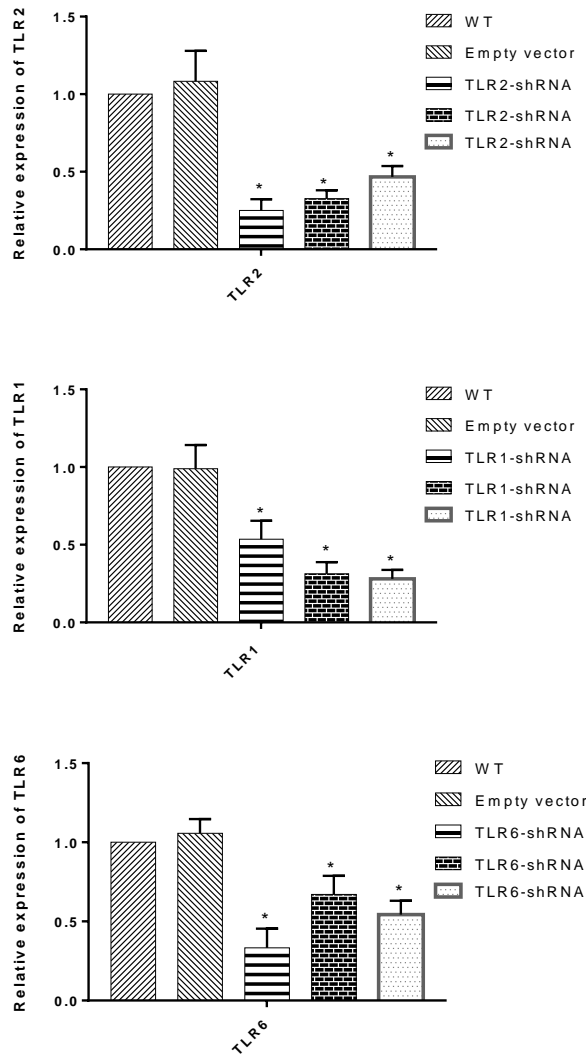 Relative expression of TLR2
1.5
1.0
0.5
0.0
*
*
*
TLR2
WT
Empty vector
TLR2-shRNA
TLR2-shRNA
TLR2-shRNA
Relative expression of TLR1
1.5
1.0
0.5
0.0
*
*
*
TLR1
WT
Empty vector
TLR1-shRNA
TLR1-shRNA
TLR1-shRNA
Relative expression of TLR6
1.5
1.0
0.5
0.0
*
*
*
TLR6
WT
Empty vector
TLR6-shRNA
TLR6-shRNA
TLR6-shRNA